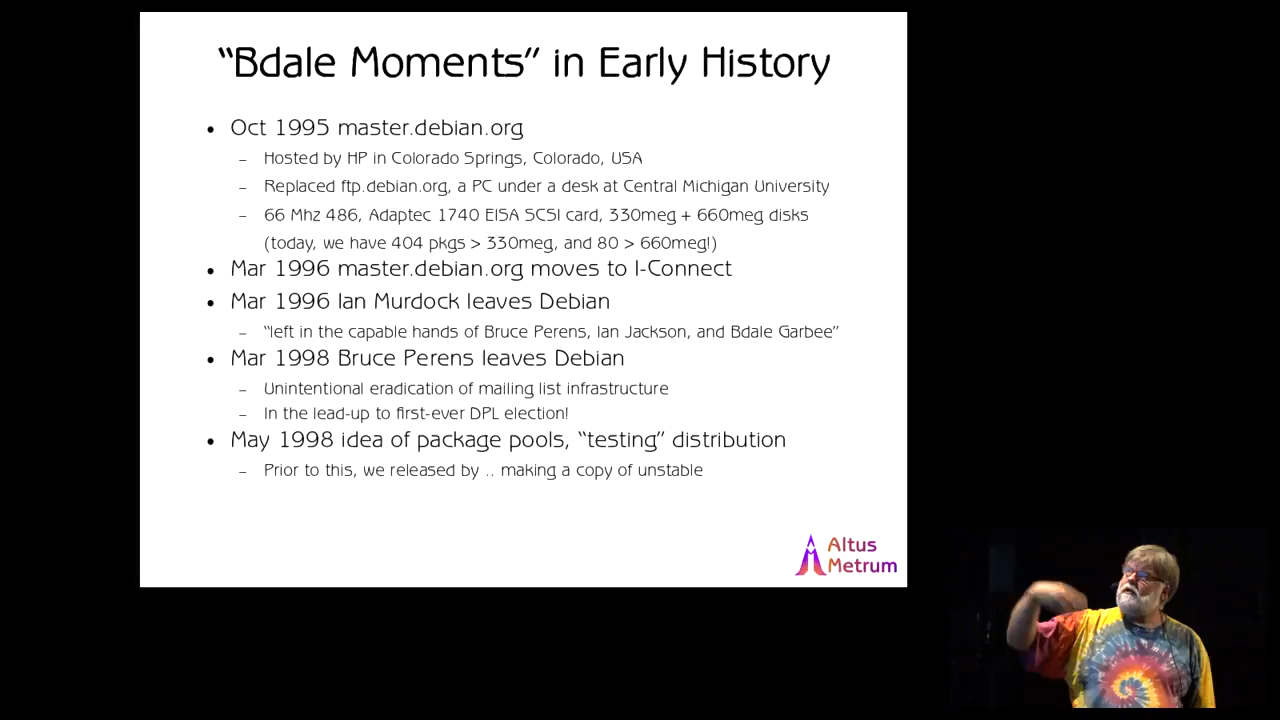 “Bdale Moments” in Early History
• Oct 1995 master.debian.org
– Hosted by HP in Colorado Springs, Colorado, USA
– Replaced ftp.debian.org, a PC under a desk at Central Michigan University
– 66 Mhz 486, Adaptec 1740 EISA SCSI card, 330meg + 660meg disks
(today, we have 404 pkgs > 330meg, and 80 > 660meg!)
• Mar 1996 master.debian.org moves to I-Connect
• Mar 1996 Ian Murdock leaves Debian
– “left in the capable hands of Bruce Perens, Ian Jackson, and Bdale Garbee”
• Mar 1998 Bruce Perens leaves Debian
– Unintentional eradication of mailing list infrastructure
– In the lead-up to first-ever DPL election!
• May 1998 idea of package pools, “testing” distribution
– Prior to this, we released by .. making a copy of unstable
Altus
Metrum